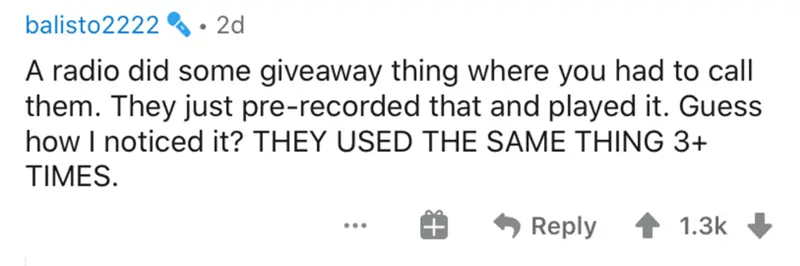 balisto2222 • 2d
A radio did some giveaway thing where you had to call
them. They just pre-recorded that and played it. Guess
how I noticed it? THEY USED THE SAME THING 3+
TIMES.
... Reply 1.3k